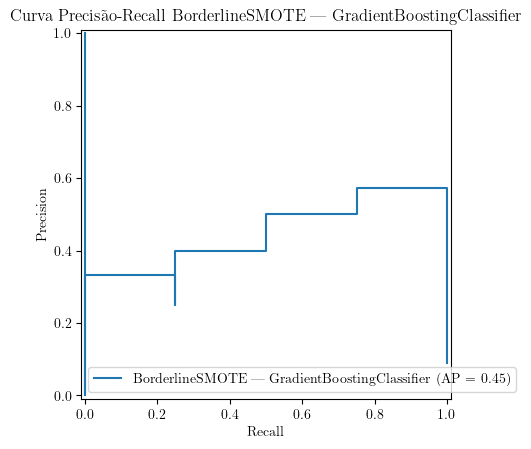 Curva Precisão-Recall BorderlineSMOTE — GradientBoostingClassifier
1.0
0.8
0.6
0.4
0.2
0.0
Precision
BorderlineSMOTE — GradientBoostingClassifier (AP = 0.45)
0.0 0.2 0.4 0.6 0.8 1.0
Recall